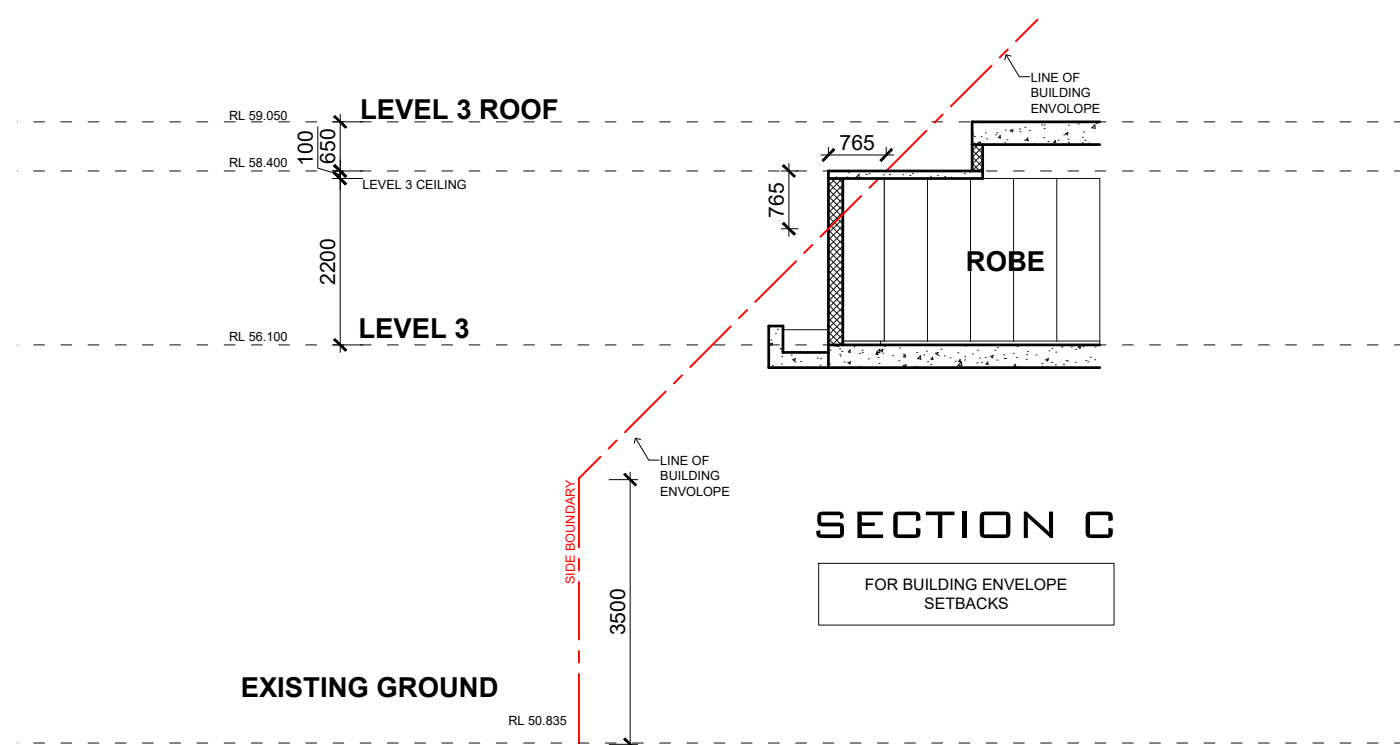 LINE OF
BUILDING
ENVOLOPE
RL 59.050
LEVEL 3 ROOF
100
650
765
RL 58.400
LEVEL 3 CEILING
765
2200
ROBE
RL 56.100
LEVEL 3
LINE OF
BUILDING
ENVOLOPE
SIDE BOUNDARY
SECTION C
FOR BUILDING ENVELOPE
SETBACKS
3500
EXISTING GROUND
RL 50.835